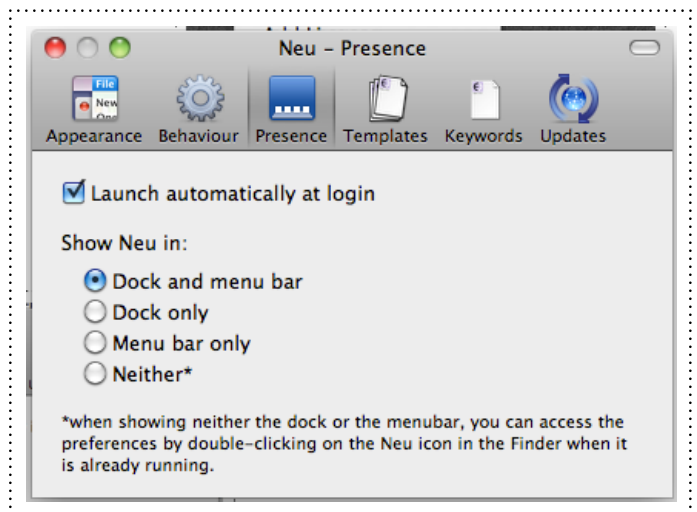 Neu – Presence
File
New
Appearance Behaviour Presence Templates Keywords Updates
Launch automatically at login
Show Neu in:
Dock and menu bar
Dock only
Menu bar only
Neither*
*when showing neither the dock or the menubar, you can access the
preferences by double-clicking on the Neu icon in the Finder when it
is already running.